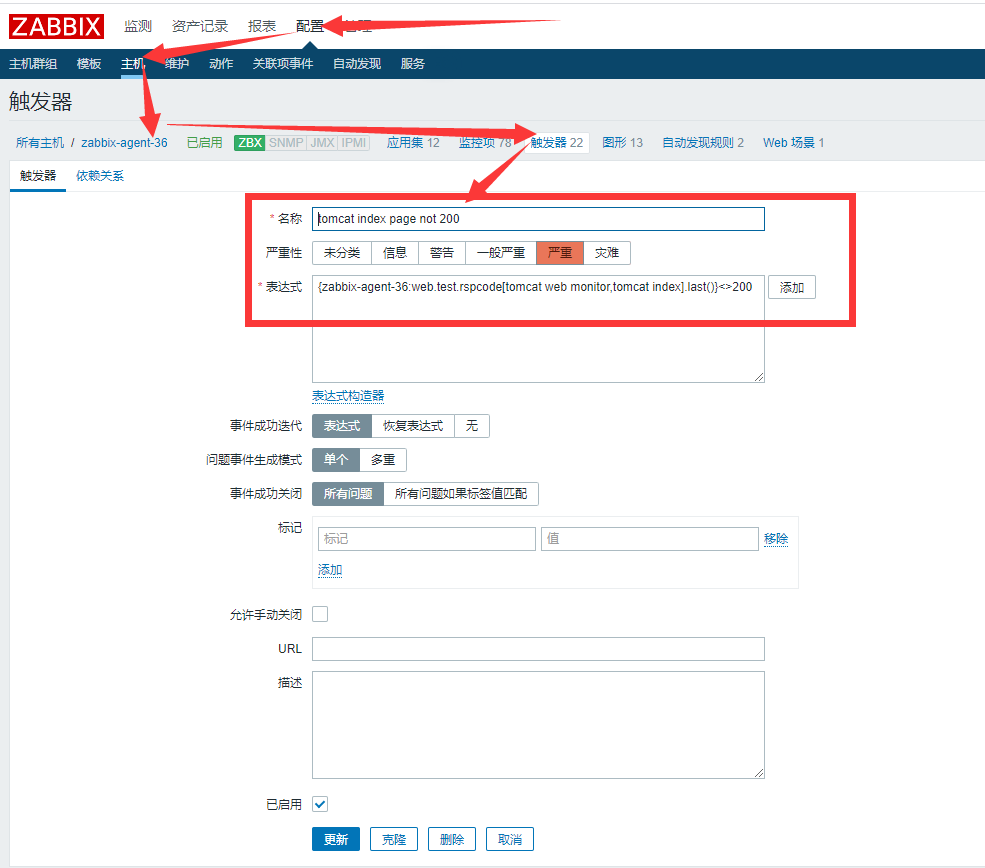 ZABBIX 监测 资产记录 报表 配置 管理
主机群组 模板 主机 维护 动作 关联项事件 自动发现 服务
触发器
所有主机 / zabbix-agent-36 已启用 ZBX SNMP JMX IPMI 应用集 12 监控项 78 触发器 22 图形 13 自动发现规则 2 Web 场景 1
触发器 依赖关系
* 名称 tomcat index page not 200
严重性 未分类 信息 警告 一般严重 严重 灾难
* 表达式 {zabbix-agent-36:web.test.rspcode[tomcat web monitor,tomcat index].last()}<>200 添加
表达式构造器
事件成功迭代 表达式 恢复表达式 无
问题事件生成模式 单个 多重
事件成功关闭 所有问题 所有问题如果标签值匹配
标记 标记 值 移除
添加
允许手动关闭
URL
描述
已启用
更新 克隆 删除 取消